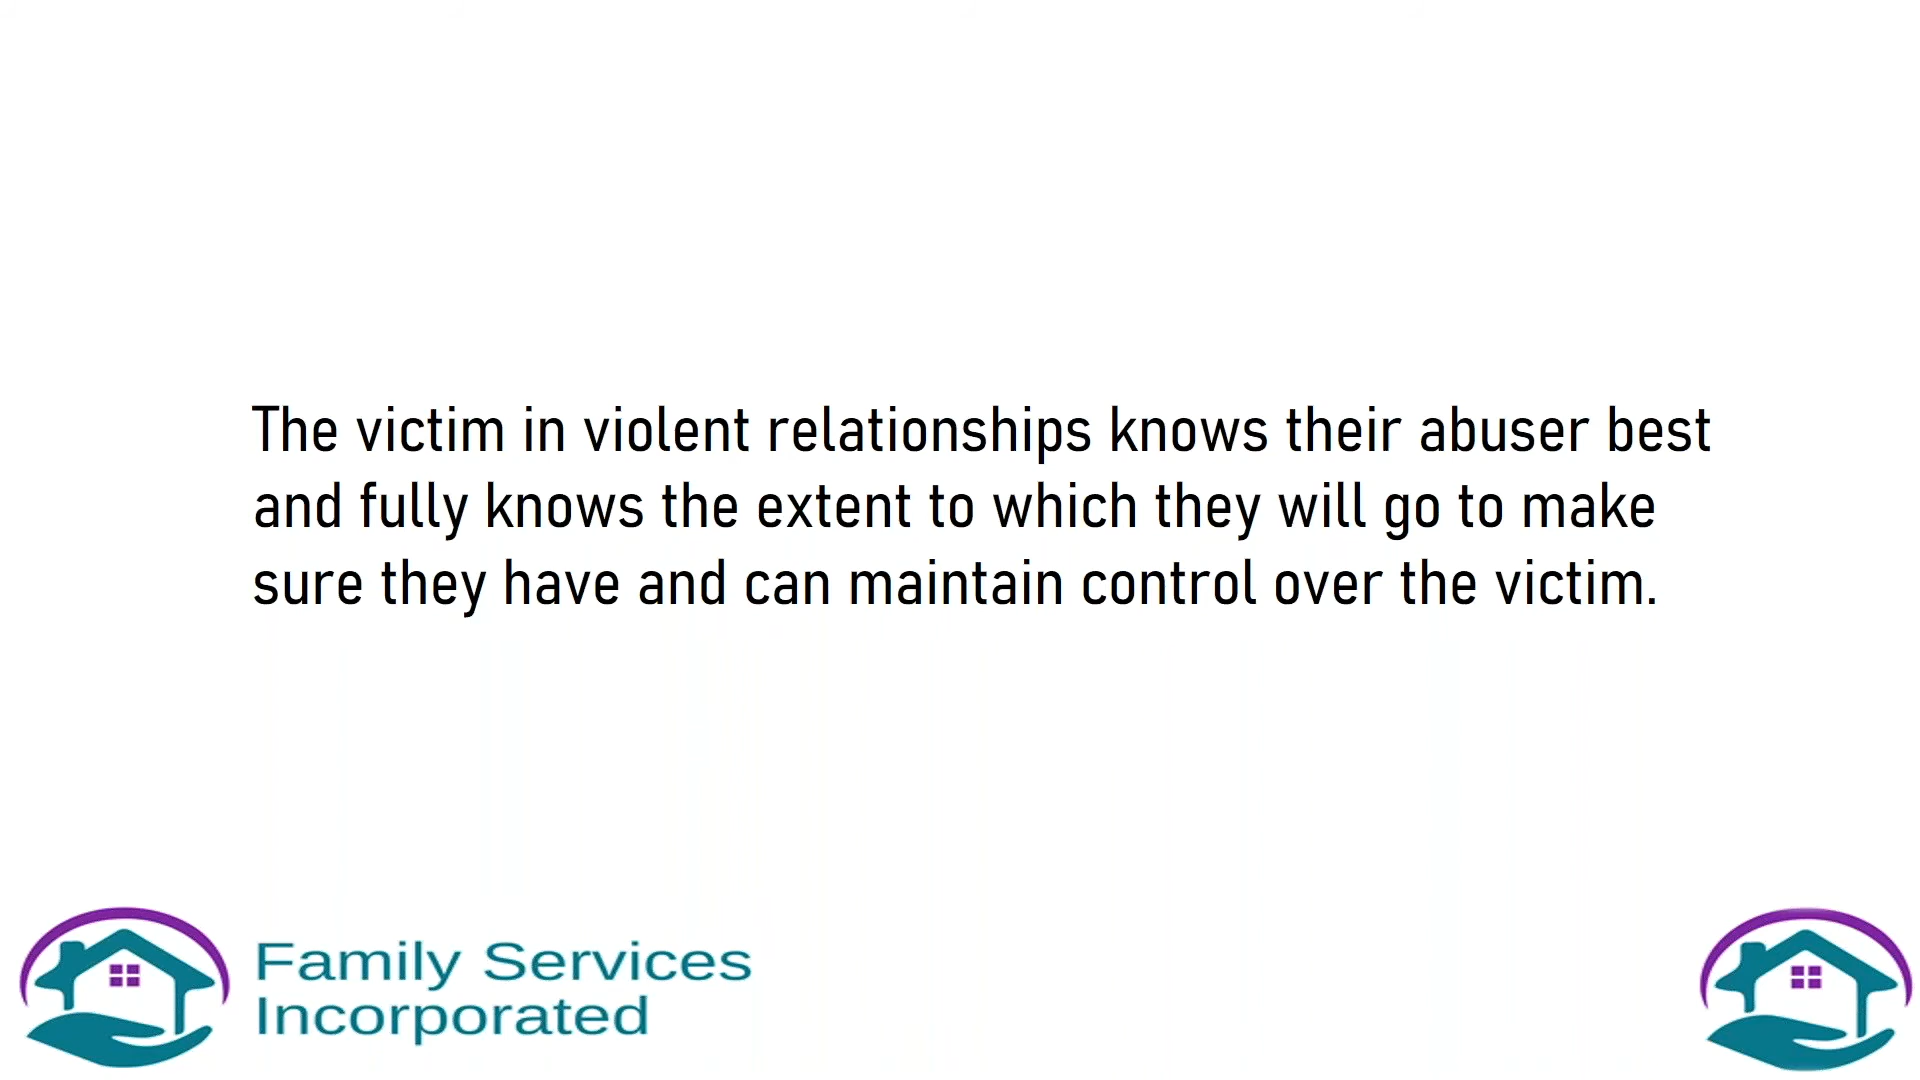 The victim in violent relationships knows their abuser best
and fully knows the extent to which they will go to make
sure they have and can maintain control over the victim.
Family Services
Incorporated